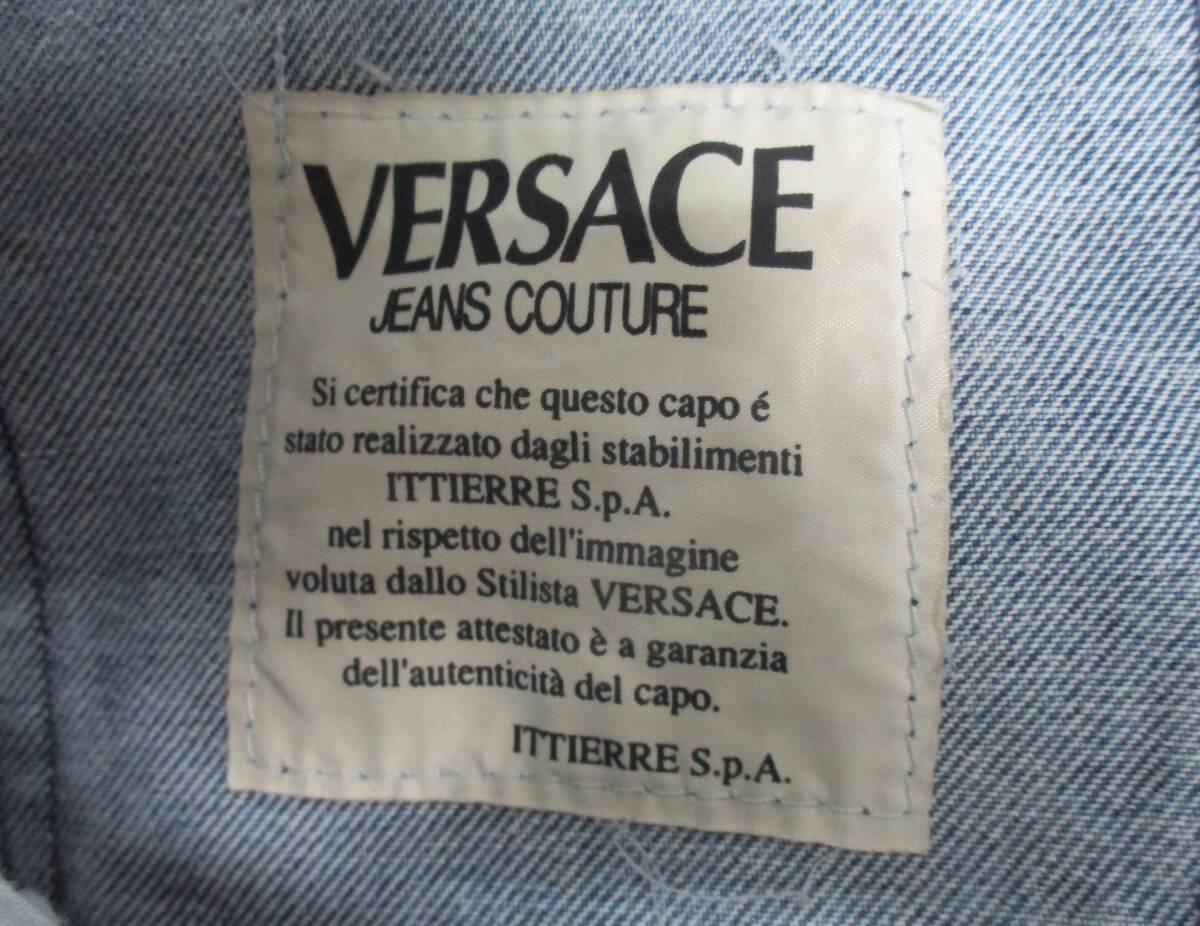 VERSACE
JEANS COUTURE
Si certifica che questo capo é
stato realizzato dagli stabilimenti
ITTIERRE S.p.A.
nel rispetto dell'immagine
voluta dallo Stilista VERSACE.
Il presente attestato è a garanzia
dell'autenticità del capo.
ITTIERRE S.p.A.